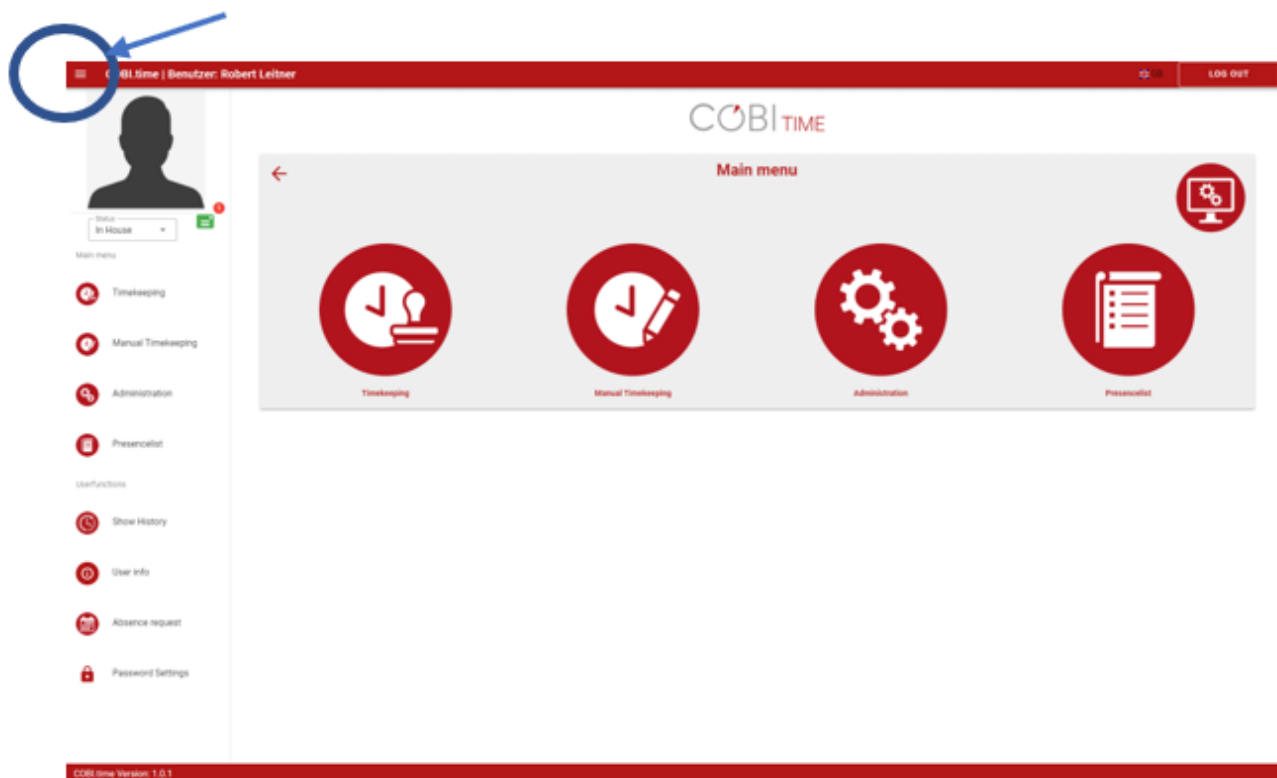 COBI.time | Benutzer: Robert Leitner
LOG OUT
COBI TIME
Main menu
1
Status
In House
Main menu
Timekeeping
Manual Timekeeping
Administration
Presencelist
Timekeeping
Manual Timekeeping
Administration
Presencelist
Userfunctions
Show History
User info
Absence request
Password Settings
COBI.time Version: 1.0.1